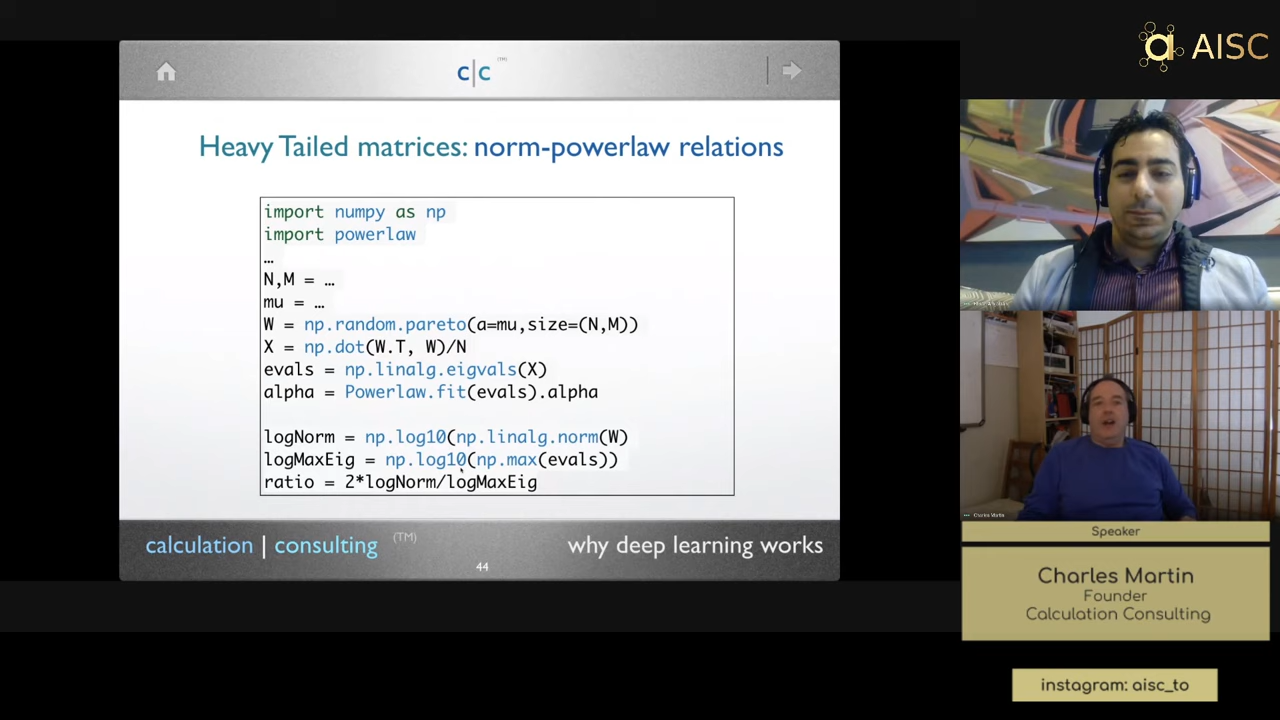 c|c
(TM)
Heavy Tailed matrices: norm-powerlaw relations
import numpy as np
import powerlaw
…
N,M = …
mu = …
W = np.random.pareto(a=mu,size=(N,M))
X = np.dot(W.T, W)/N
evals = np.linalg.eigvals(X)
alpha = Powerlaw.fit(evals).alpha
logNorm = np.log10(np.linalg.norm(W)
logMaxEig = np.log10(np.max(evals))
ratio = 2*logNorm/logMaxEig
calculation | consulting
(TM)
why deep learning works
44
AISC
Charles Martin
Speaker
Charles Martin
Founder
Calculation Consulting
instagram: aisc_to